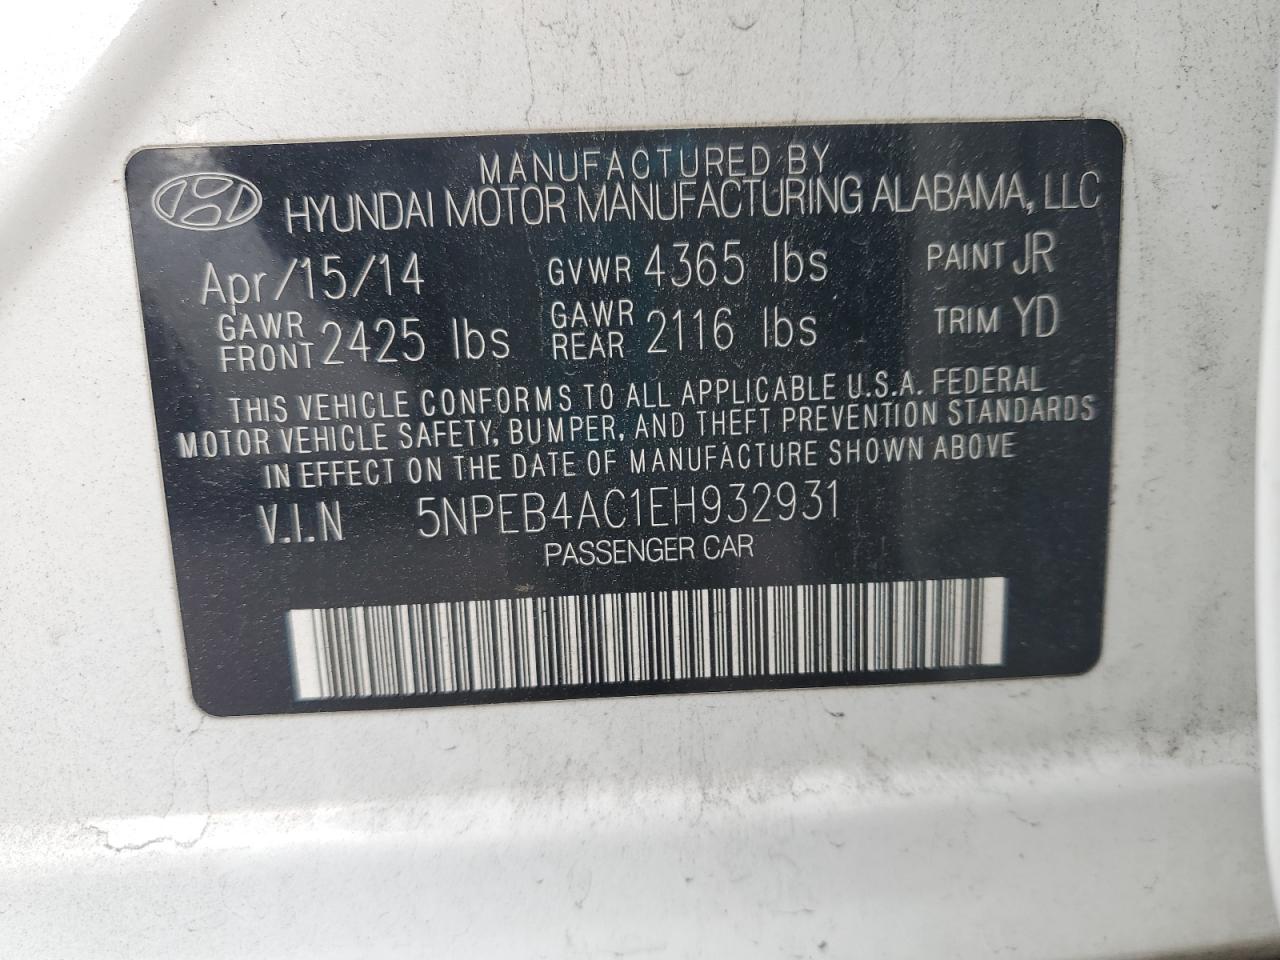 MANUFACTURED BY
HYUNDAI MOTOR MANUFACTURING ALABAMA, LLC
Apr/15/14 GVWR 4365 lbs PAINT JR
GAWR FRONT 2425 lbs GAWR REAR 2116 lbs TRIM YD
THIS VEHICLE CONFORMS TO ALL APPLICABLE U.S.A. FEDERAL
MOTOR VEHICLE SAFETY, BUMPER, AND THEFT PREVENTION STANDARDS
IN EFFECT ON THE DATE OF MANUFACTURE SHOWN ABOVE
V.I.N 5NPEB4AC1EH932931
PASSENGER CAR